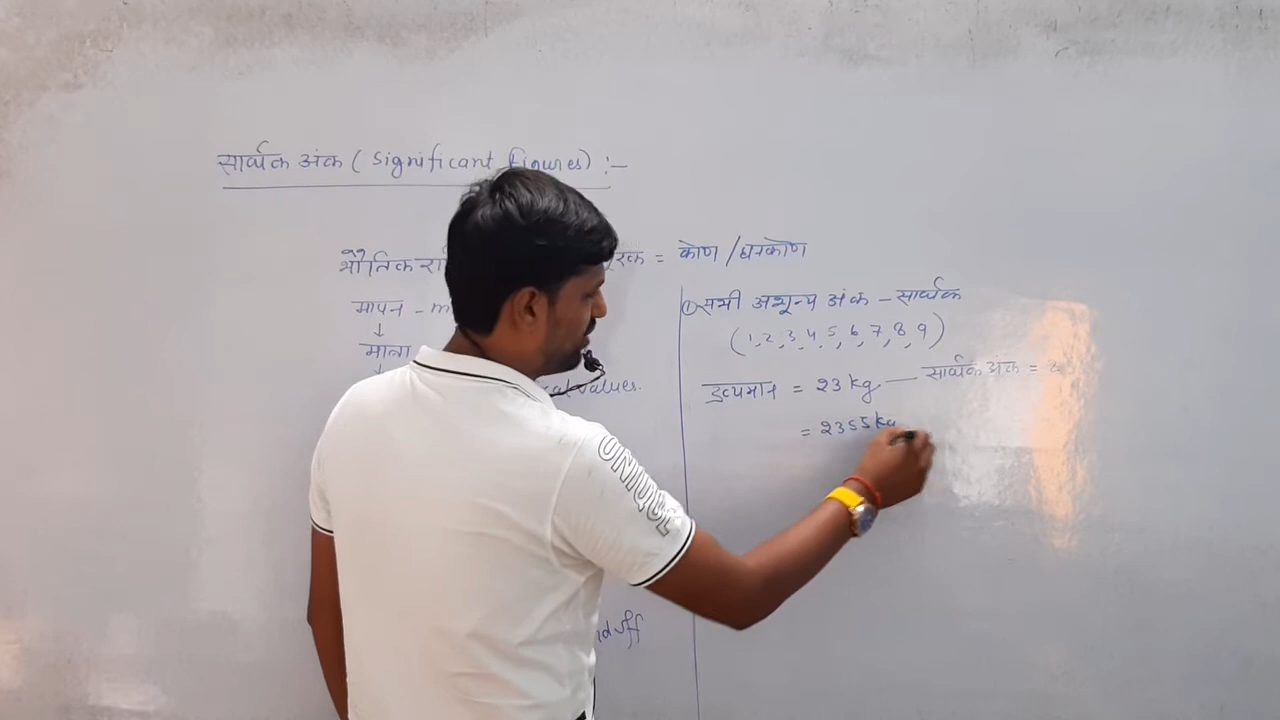 सार्थक अंक ( Significant figures) :-
भौतिक = कोण / घनकोण
मापन - m
↓
मात्रा values.
↓
① सभी अशून्य अंक - सार्थक
(1,2,3,4,5,6,7,8,9)
द्रव्यमान = 23 kg — सार्थक अंक = 2
= 2355 kg
UNIQUE